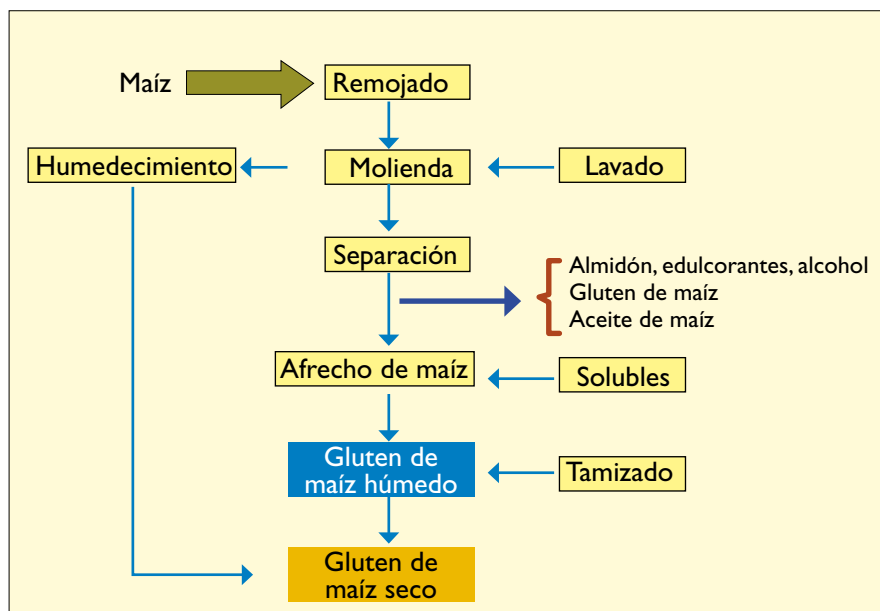 Maíz
Remojado
Humedecimiento
Molienda
Lavado
Separación
Almidón, edulcorantes, alcohol
Gluten de maíz
Aceite de maíz
Afrecho de maíz
Solubles
Gluten de
maíz húmedo
Tamizado
Gluten de
maíz seco